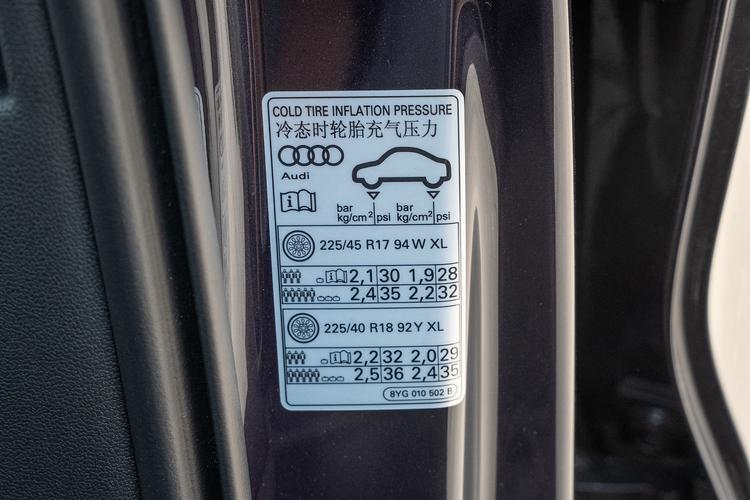 COLD TIRE INFLATION PRESSURE
冷态时轮胎充气压力
Audi
i
bar kg/cm² psi bar kg/cm² psi
225/45 R17 94 W XL
i 2,1 30 1,9 28
2,4 35 2,2 32
225/40 R18 92Y XL
i 2,2 32 2,0 29
2,5 36 2,4 35
8YG 010 502 B